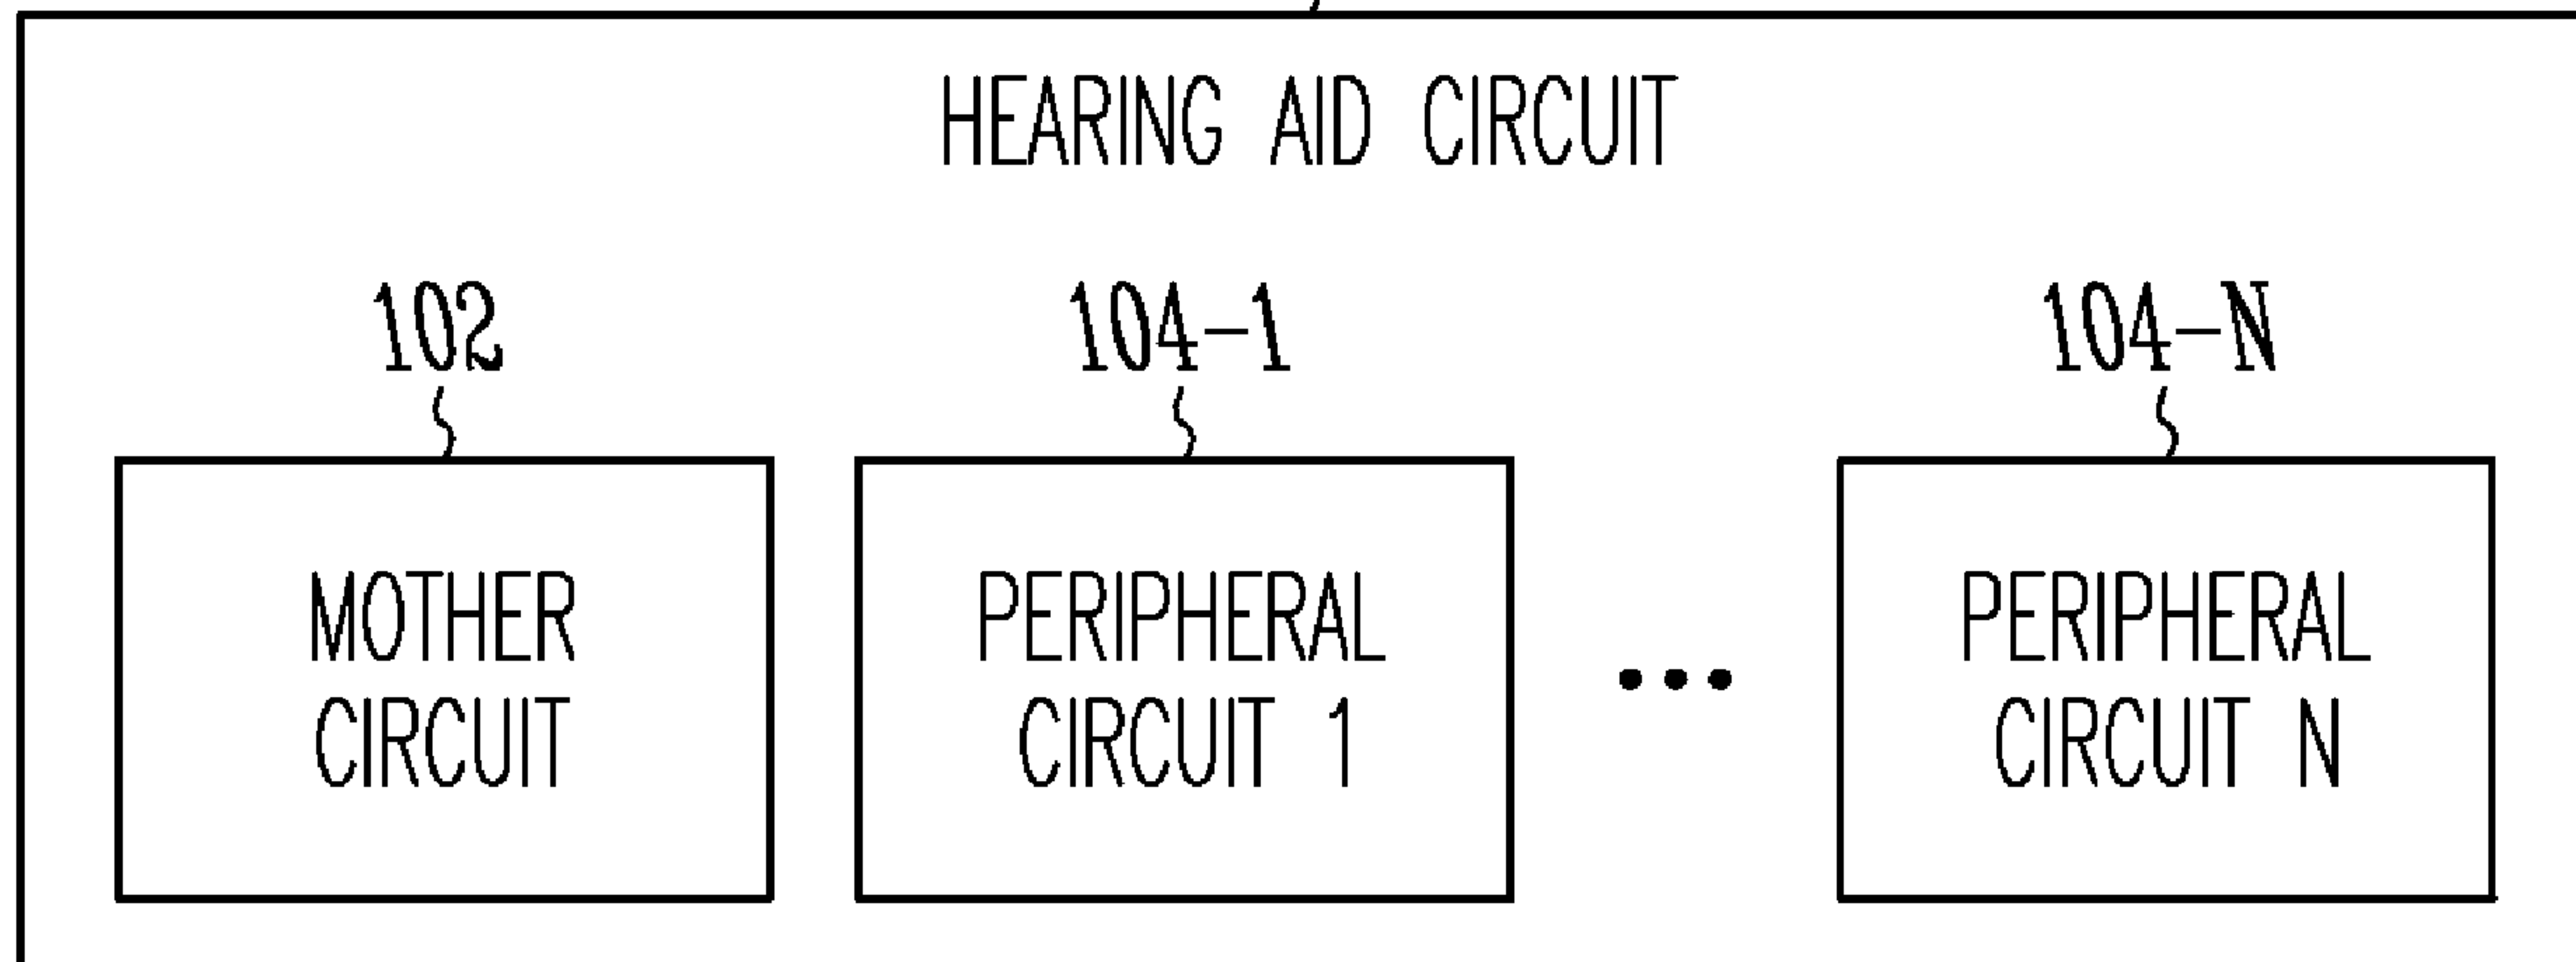 HEARING AID CIRCUIT
102
104-1
104-N
MOTHER
CIRCUIT
PERIPHERAL
CIRCUIT 1
•••
PERIPHERAL
CIRCUIT N